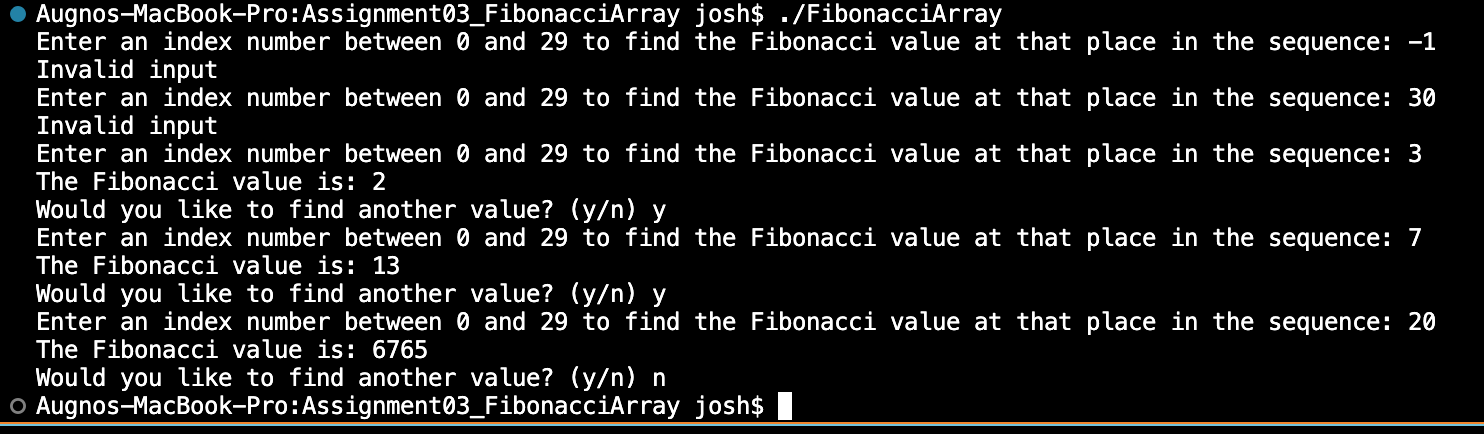 Augnos-MacBook-Pro:Assignment03_FibonacciArray josh$ ./FibonacciArray
Enter an index number between 0 and 29 to find the Fibonacci value at that place in the sequence: -1
Invalid input
Enter an index number between 0 and 29 to find the Fibonacci value at that place in the sequence: 30
Invalid input
Enter an index number between 0 and 29 to find the Fibonacci value at that place in the sequence: 3
The Fibonacci value is: 2
Would you like to find another value? (y/n) y
Enter an index number between 0 and 29 to find the Fibonacci value at that place in the sequence: 7
The Fibonacci value is: 13
Would you like to find another value? (y/n) y
Enter an index number between 0 and 29 to find the Fibonacci value at that place in the sequence: 20
The Fibonacci value is: 6765
Would you like to find another value? (y/n) n
Augnos-MacBook-Pro:Assignment03_FibonacciArray josh$